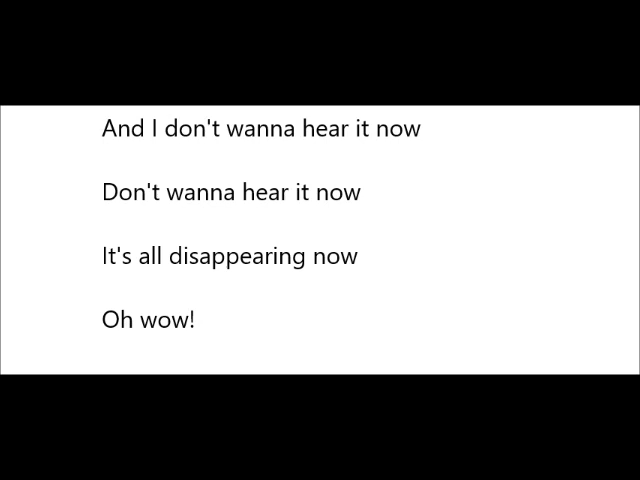 And I don't wanna hear it now
Don't wanna hear it now
It's all disappearing now
Oh wow!